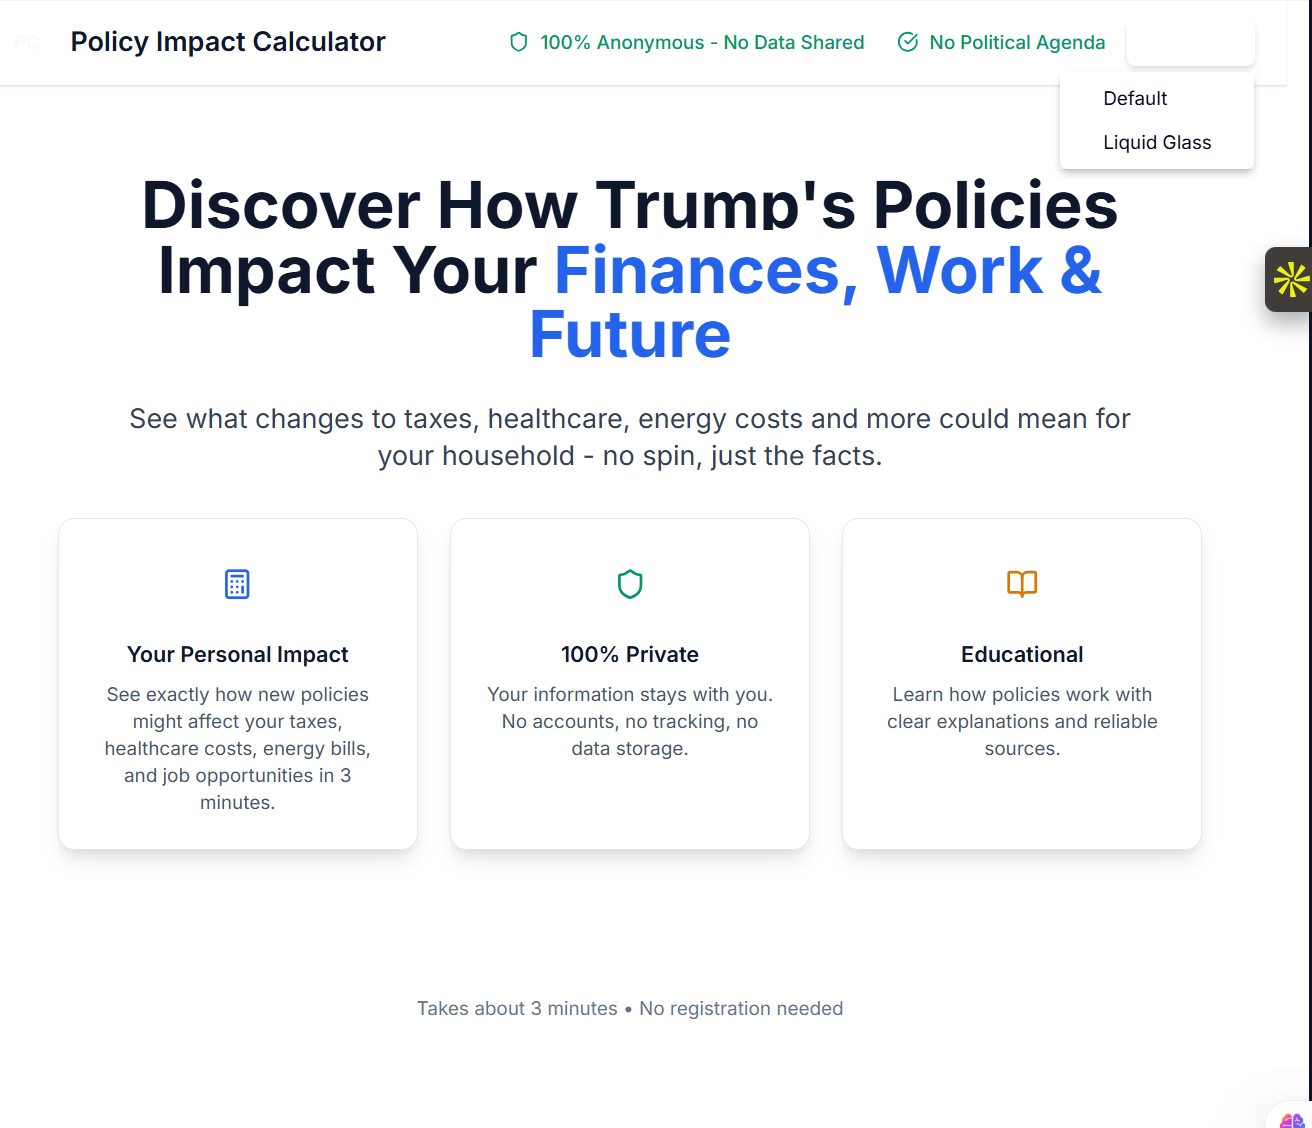 PC
Policy Impact Calculator
100% Anonymous - No Data Shared
No Political Agenda
Default
Liquid Glass
Discover How Trump's Policies
Impact Your Finances, Work &
Future
See what changes to taxes, healthcare, energy costs and more could mean for
your household - no spin, just the facts.
Your Personal Impact
See exactly how new policies
might affect your taxes,
healthcare costs, energy bills,
and job opportunities in 3
minutes.
100% Private
Your information stays with you.
No accounts, no tracking, no
data storage.
Educational
Learn how policies work with
clear explanations and reliable
sources.
Takes about 3 minutes • No registration needed